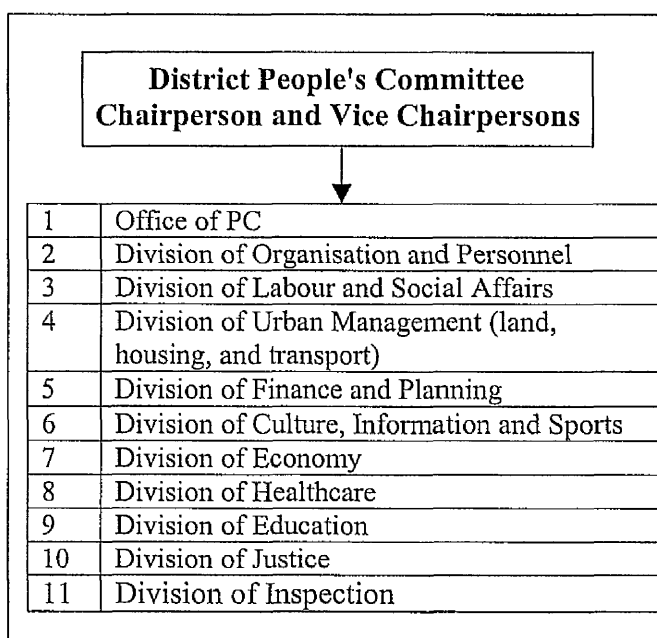 District People's Committee
Chairperson and Vice Chairpersons
1 Office of PC
2 Division of Organisation and Personnel
3 Division of Labour and Social Affairs
4 Division of Urban Management (land,
housing, and transport)
5 Division of Finance and Planning
6 Division of Culture, Information and Sports
7 Division of Economy
8 Division of Healthcare
9 Division of Education
10 Division of Justice
11 Division of Inspection